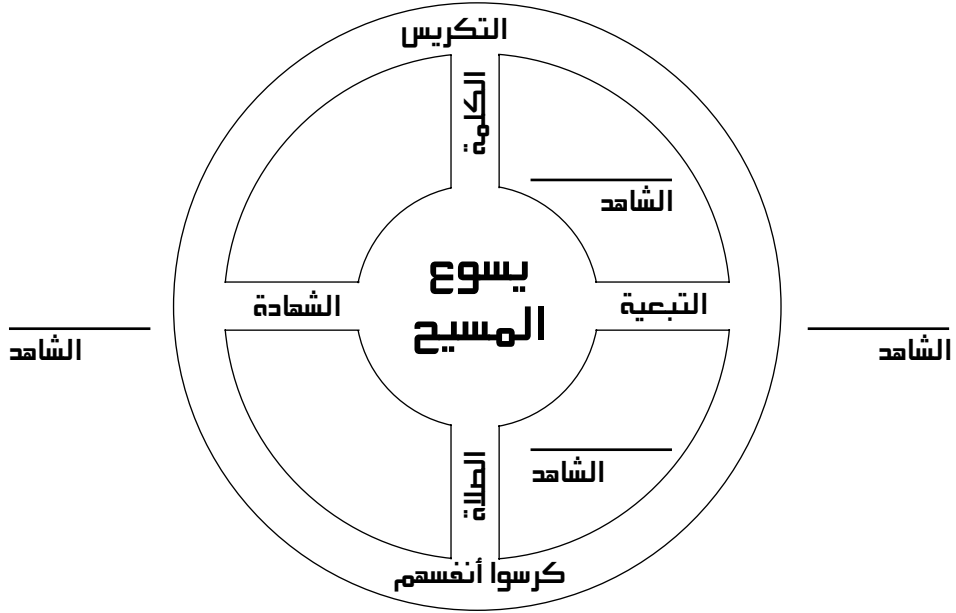 التكريس
الكلمة
الشاهد
يسوع
المسيح
التبعية
الشهادة
الشاهد
الشاهد
الشاهد
الصلاة
كرسوا أنفسهم